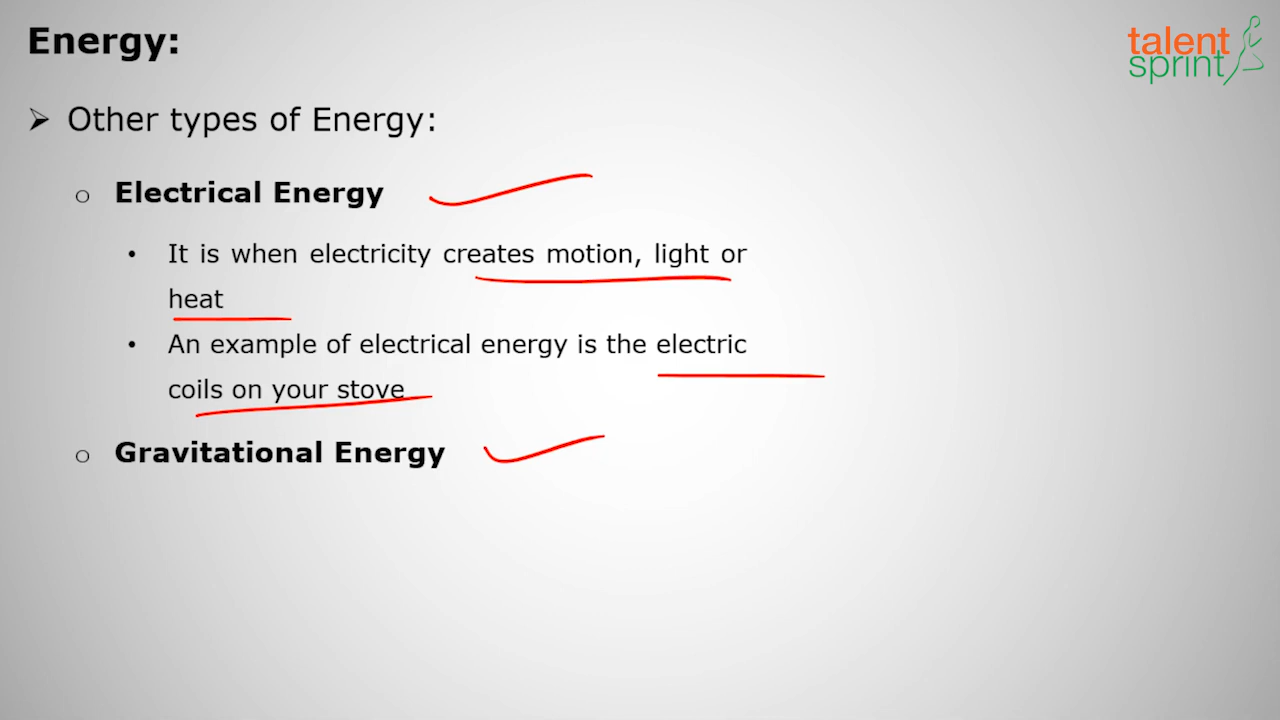 Energy:
talent
sprint
➢ Other types of Energy:
o Electrical Energy
• It is when electricity creates motion, light or
heat
• An example of electrical energy is the electric
coils on your stove
o Gravitational Energy